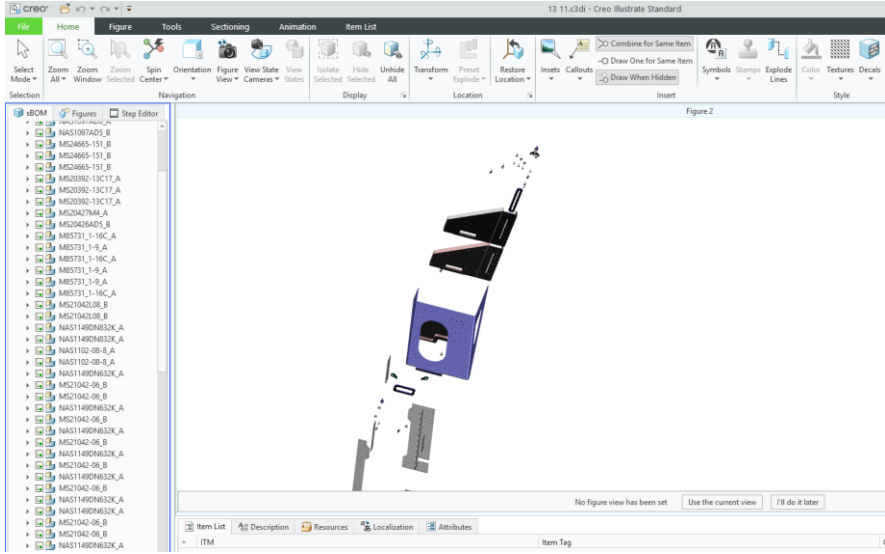 creo®
13 11.c3di - Creo Illustrate Standard
File Home Figure Tools Sectioning Animation Item List
Select Mode
Zoom All
Zoom Window
Zoom Selected
Spin Center
Orientation
Figure View
View State Cameras
View States
Isolate Selected
Hide Selected
Unhide All
Transform
Preset Explode
Restore Location
Insets
Callouts
Combine for Same Item
Draw One for Same Item
Draw When Hidden
Symbols
Stamps
Explode Lines
Color
Textures
Decals
Selection Navigation Display Location Insert Style
sBOM Figures Step Editor
Figure 2
NAS1097AD5_B
MS24665-151_B
MS24665-151_B
MS24665-151_B
MS20392-13C17_A
MS20392-13C17_A
MS20392-13C17_A
MS20427M4_A
MS20426AD5_B
M85731_1-16C_A
M85731_1-9_A
M85731_1-16C_A
M85731_1-9_A
M85731_1-9_A
M85731_1-16C_A
MS21042L08_B
MS21042L08_B
NAS1149DN832K_A
NAS1149DN832K_A
NAS1102-08-8_A
NAS1102-08-8_A
NAS1149DN632K_A
MS21042-06_B
NAS1149DN632K_A
MS21042-06_B
NAS1149DN632K_A
MS21042-06_B
MS21042-06_B
NAS1149DN632K_A
MS21042-06_B
NAS1149DN632K_A
MS21042-06_B
NAS1149DN632K_A
NAS1149DN632K_A
MS21042-06_B
MS21042-06_B
NAS1149DN632K_A
No figure view has been set Use the current view I'll do it later
Item List Description Resources Localization Attributes
ITM Item Tag